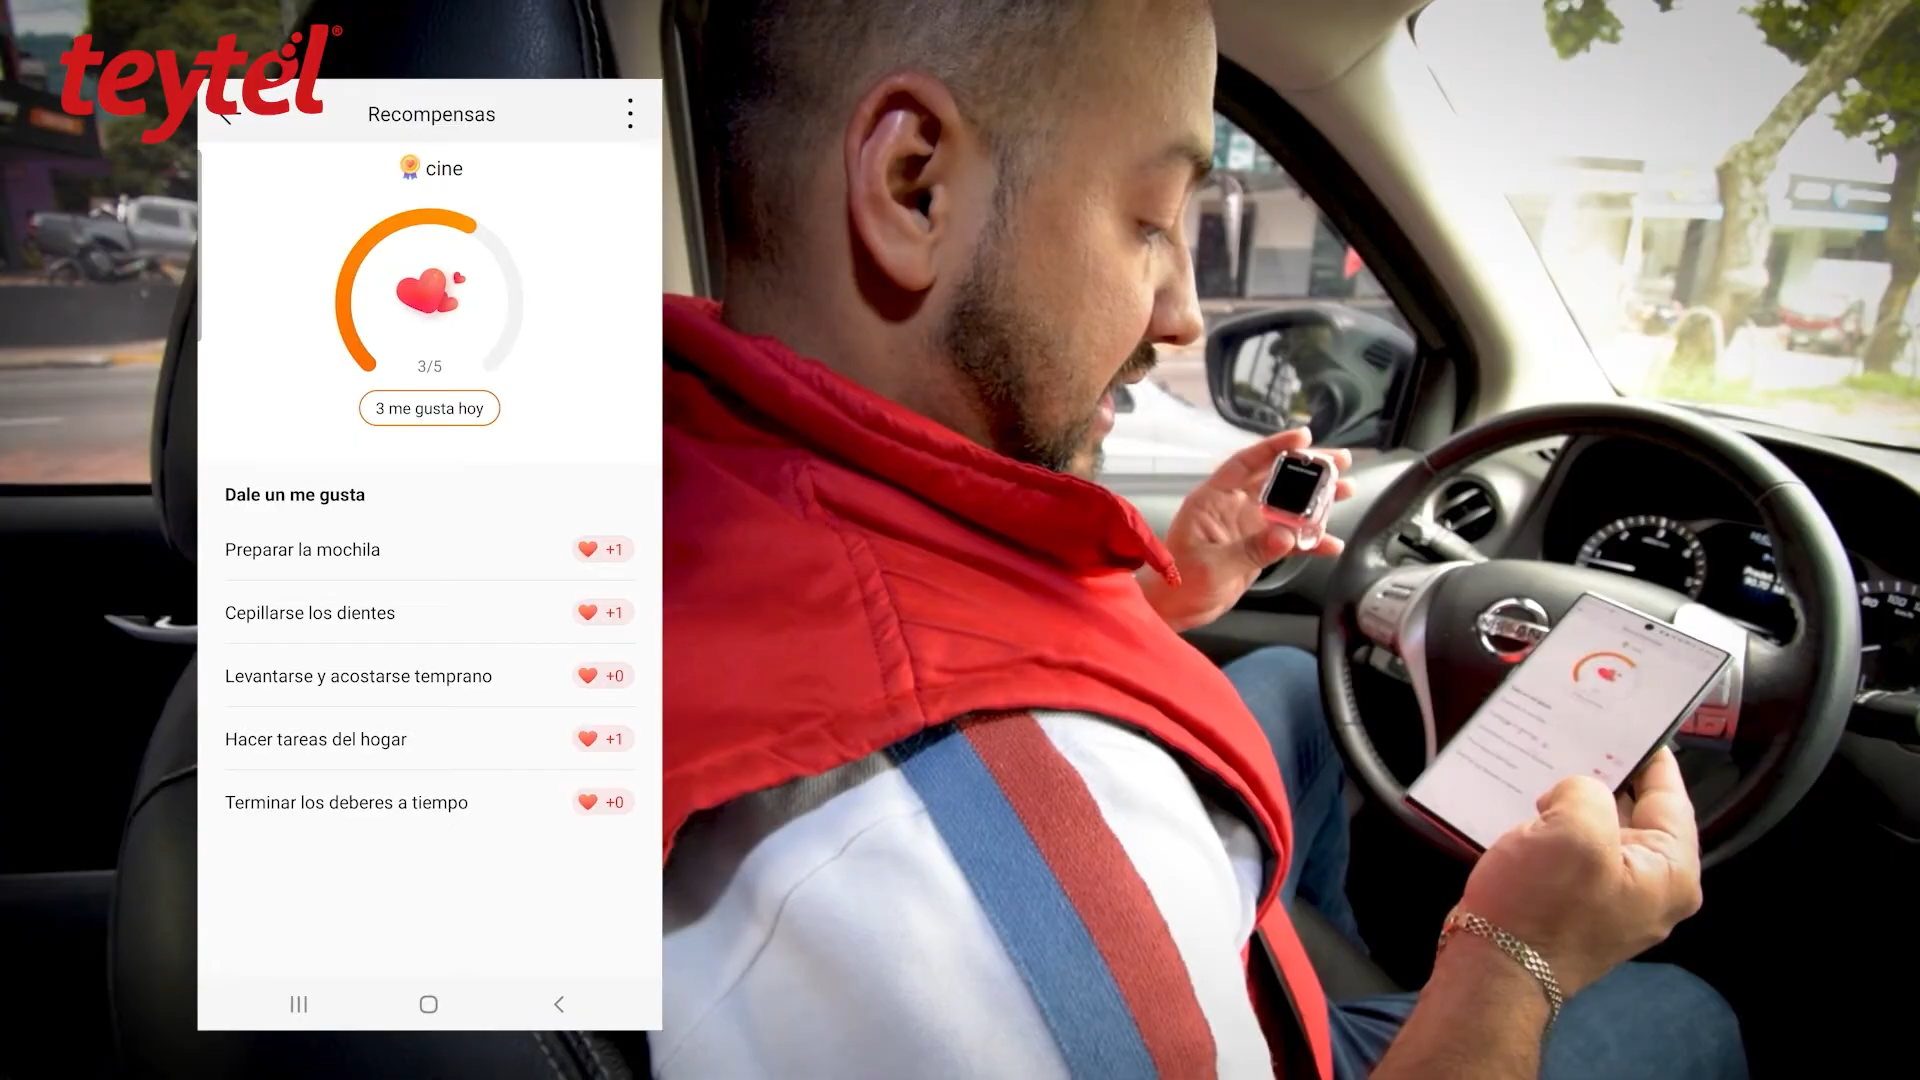 teytel®
Recompensas
cine
3/5
3 me gusta hoy
Dale un me gusta
Preparar la mochila +1
Cepillarse los dientes +1
Levantarse y acostarse temprano +0
Hacer tareas del hogar +1
Terminar los deberes a tiempo +0
NISSAN